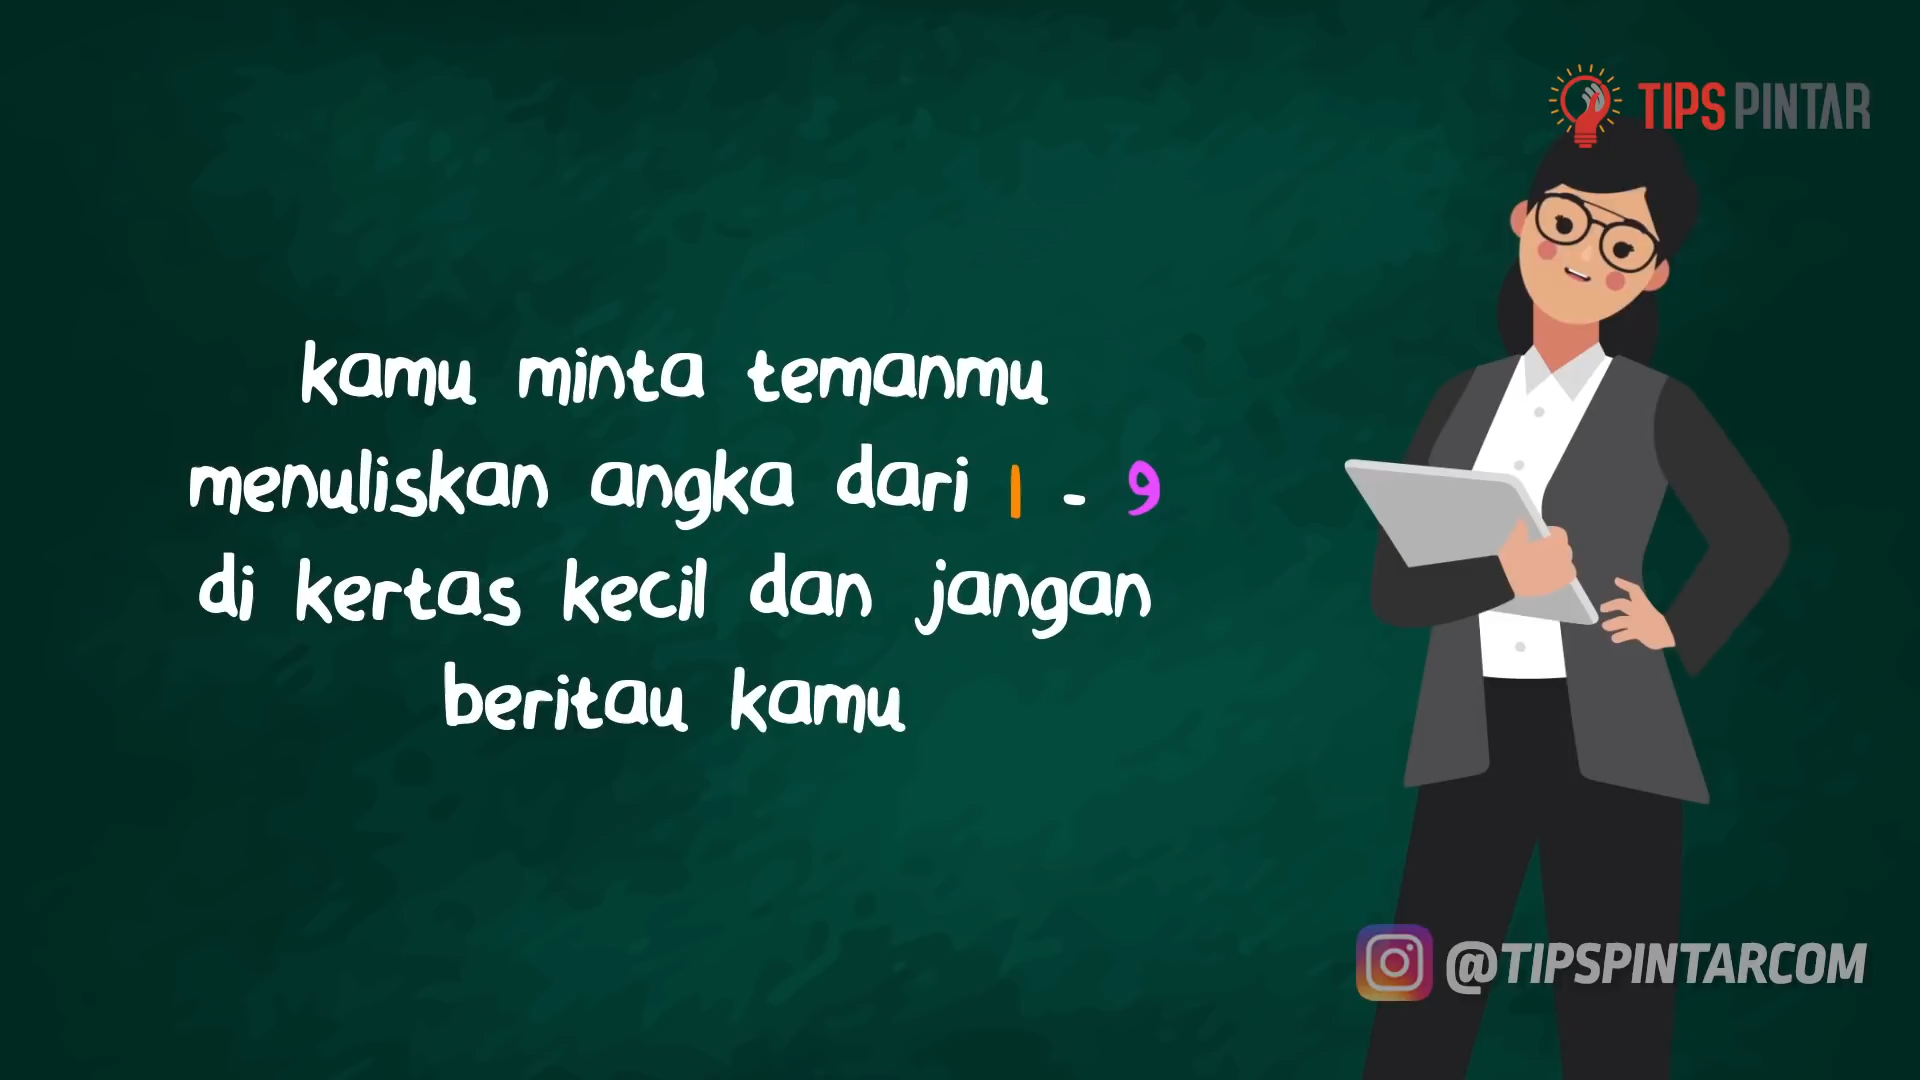 TIPS PINTAR
kamu minta temanmu
menuliskan angka dari 1 - 9
di kertas kecil dan jangan
beritau kamu
@TIPSPINTARCOM